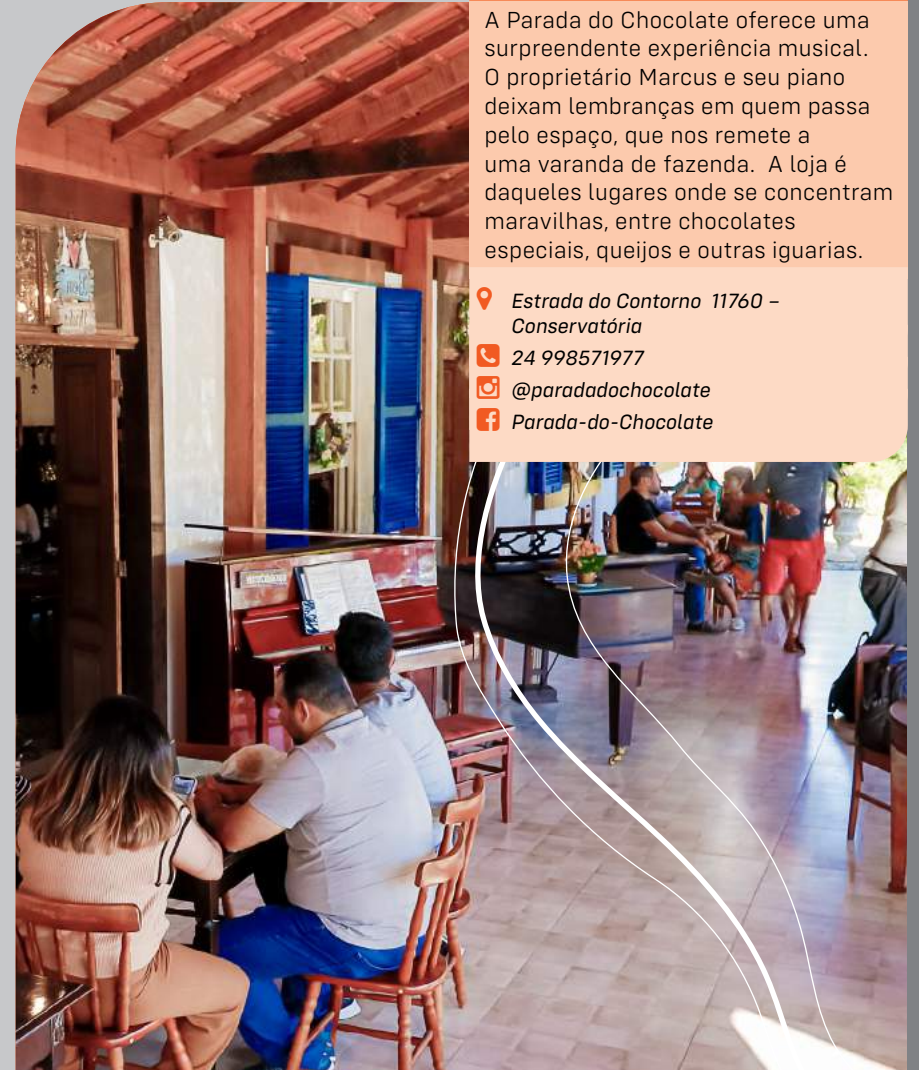 A Parada do Chocolate oferece uma
surpreendente experiência musical.
O proprietário Marcus e seu piano
deixam lembranças em quem passa
pelo espaço, que nos remete a
uma varanda de fazenda.  A loja é
daqueles lugares onde se concentram
maravilhas, entre chocolates
especiais, queijos e outras iguarias.
Estrada do Contorno  11760 –
Conservatória
24 998571977
@paradadochocolate
Parada-do-Chocolate